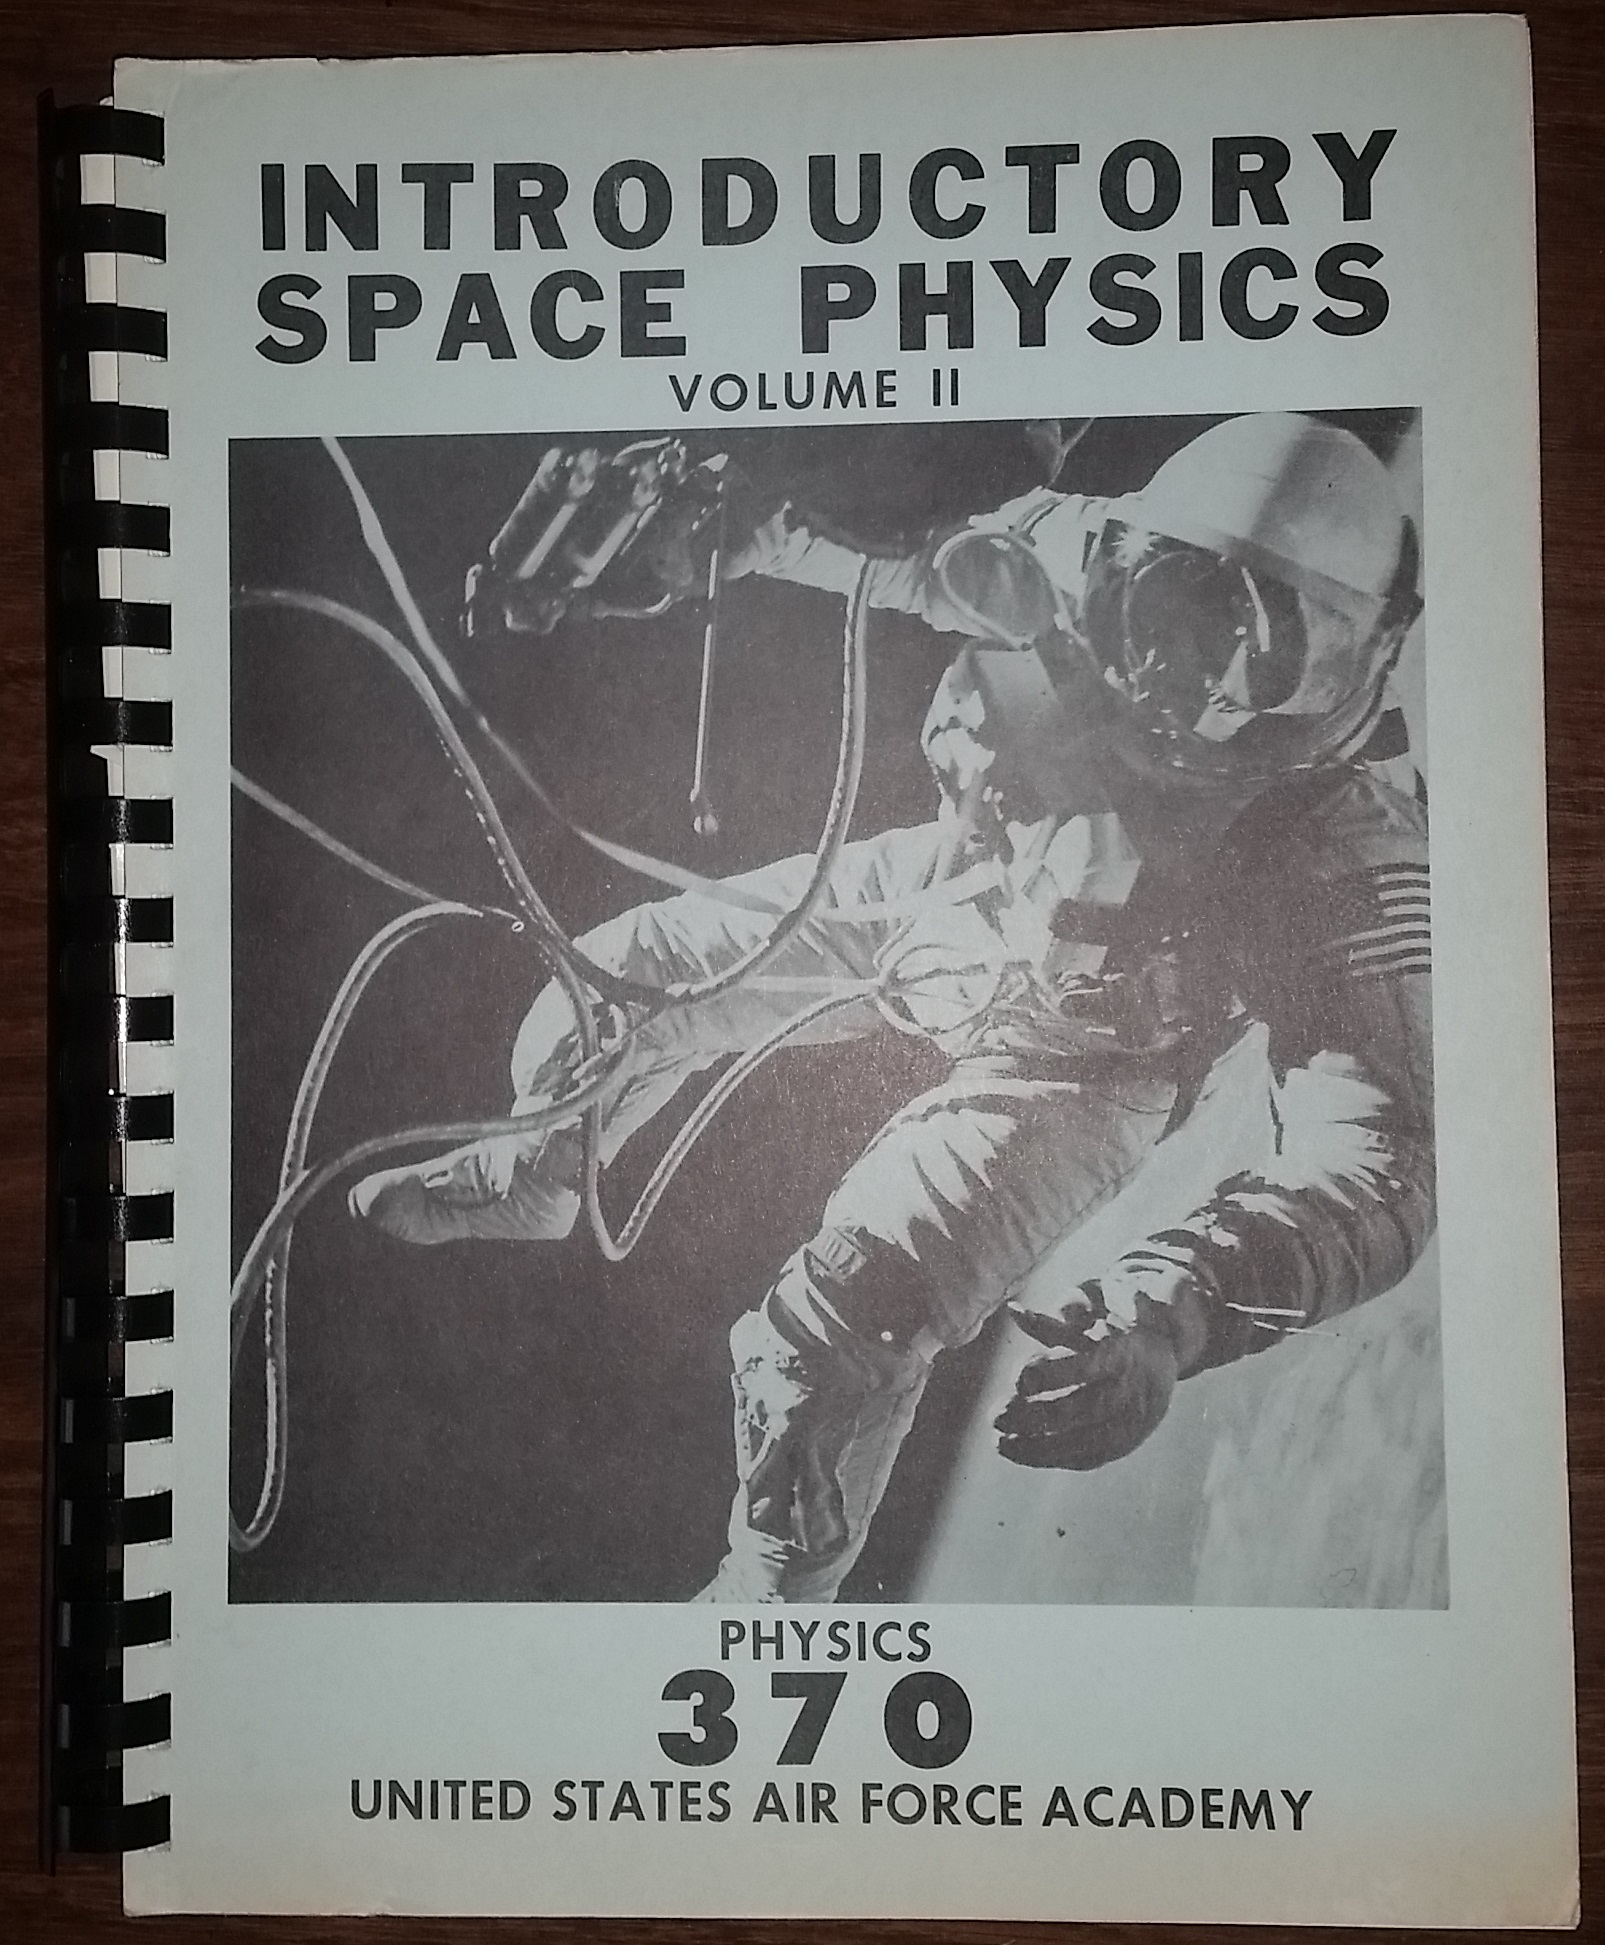 INTRODUCTORY
SPACE PHYSICS
VOLUME II
PHYSICS
370
UNITED STATES AIR FORCE ACADEMY